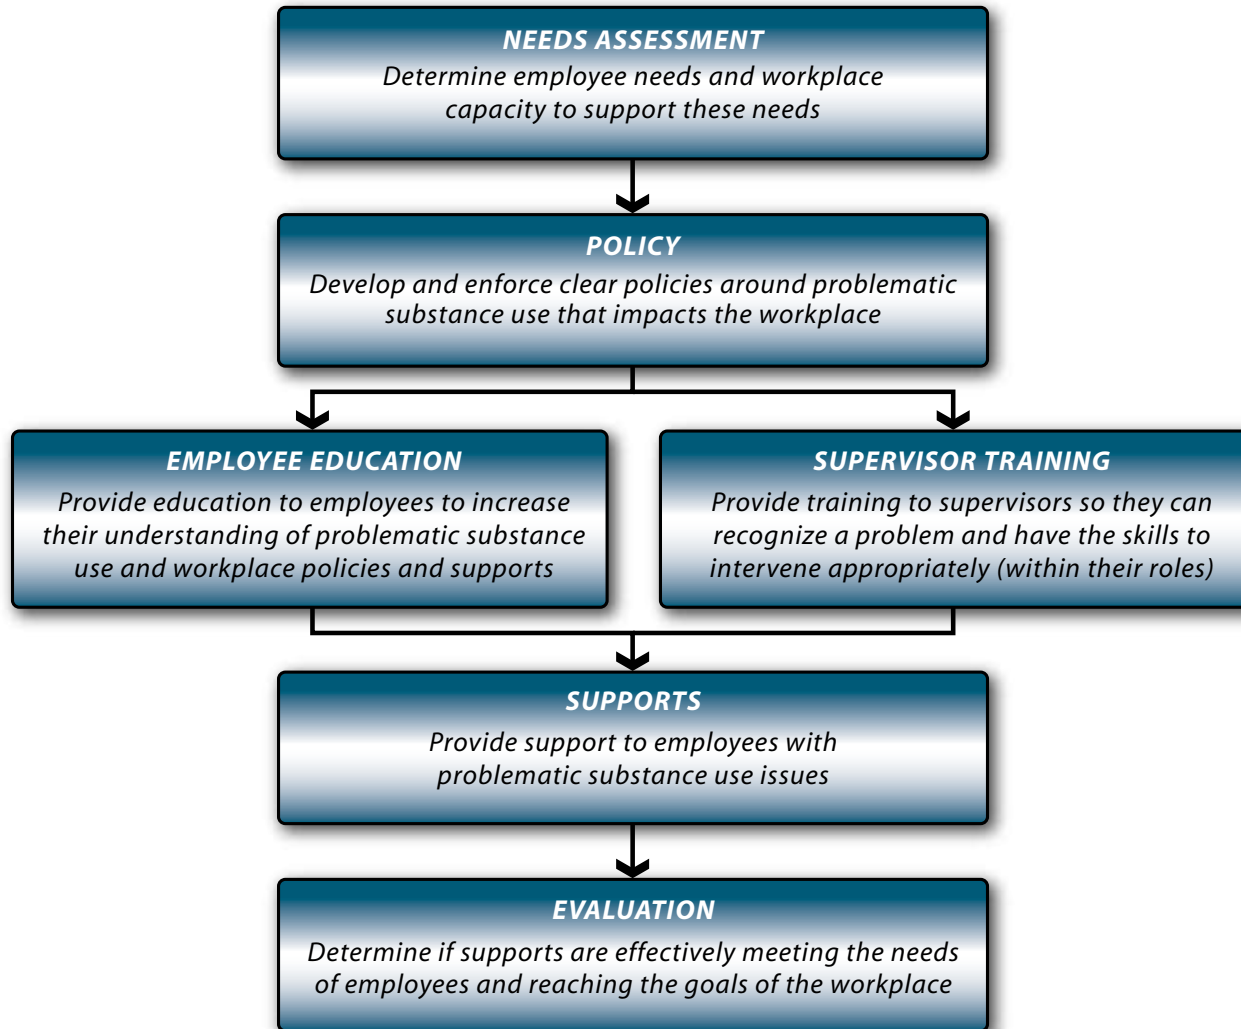 NEEDS ASSESSMENT
Determine employee needs and workplace
capacity to support these needs
POLICY
Develop and enforce clear policies around problematic
substance use that impacts the workplace
EMPLOYEE EDUCATION
Provide education to employees to increase
their understanding of problematic substance
use and workplace policies and supports
SUPERVISOR TRAINING
Provide training to supervisors so they can
recognize a problem and have the skills to
intervene appropriately (within their roles)
SUPPORTS
Provide support to employees with
problematic substance use issues
EVALUATION
Determine if supports are effectively meeting the needs
of employees and reaching the goals of the workplace